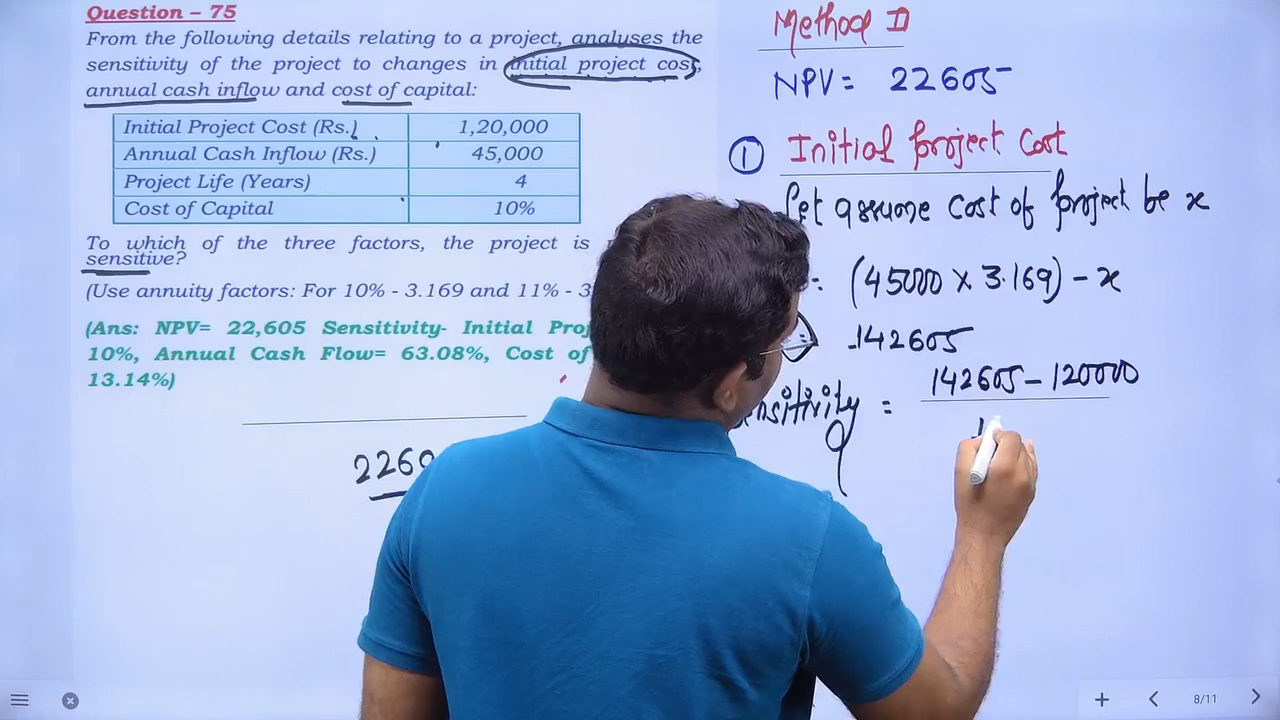 Question – 75
From the following details relating to a project, analyses the
sensitivity of the project to changes in initial project cost,
annual cash inflow and cost of capital:
Initial Project Cost (Rs.) 1,20,000
Annual Cash Inflow (Rs.) 45,000
Project Life (Years) 4
Cost of Capital 10%
To which of the three factors, the project is
sensitive?
(Use annuity factors: For 10% - 3.169 and 11% - 3
(Ans: NPV= 22,605 Sensitivity- Initial
10%, Annual Cash Flow= 63.08%, Cost of
13.14%)
2260
Method II
NPV = 22605
① Initial project Cost
Let assume Cost of project be x
= (45000 × 3.169) - x
142605
= 142605 - 120000